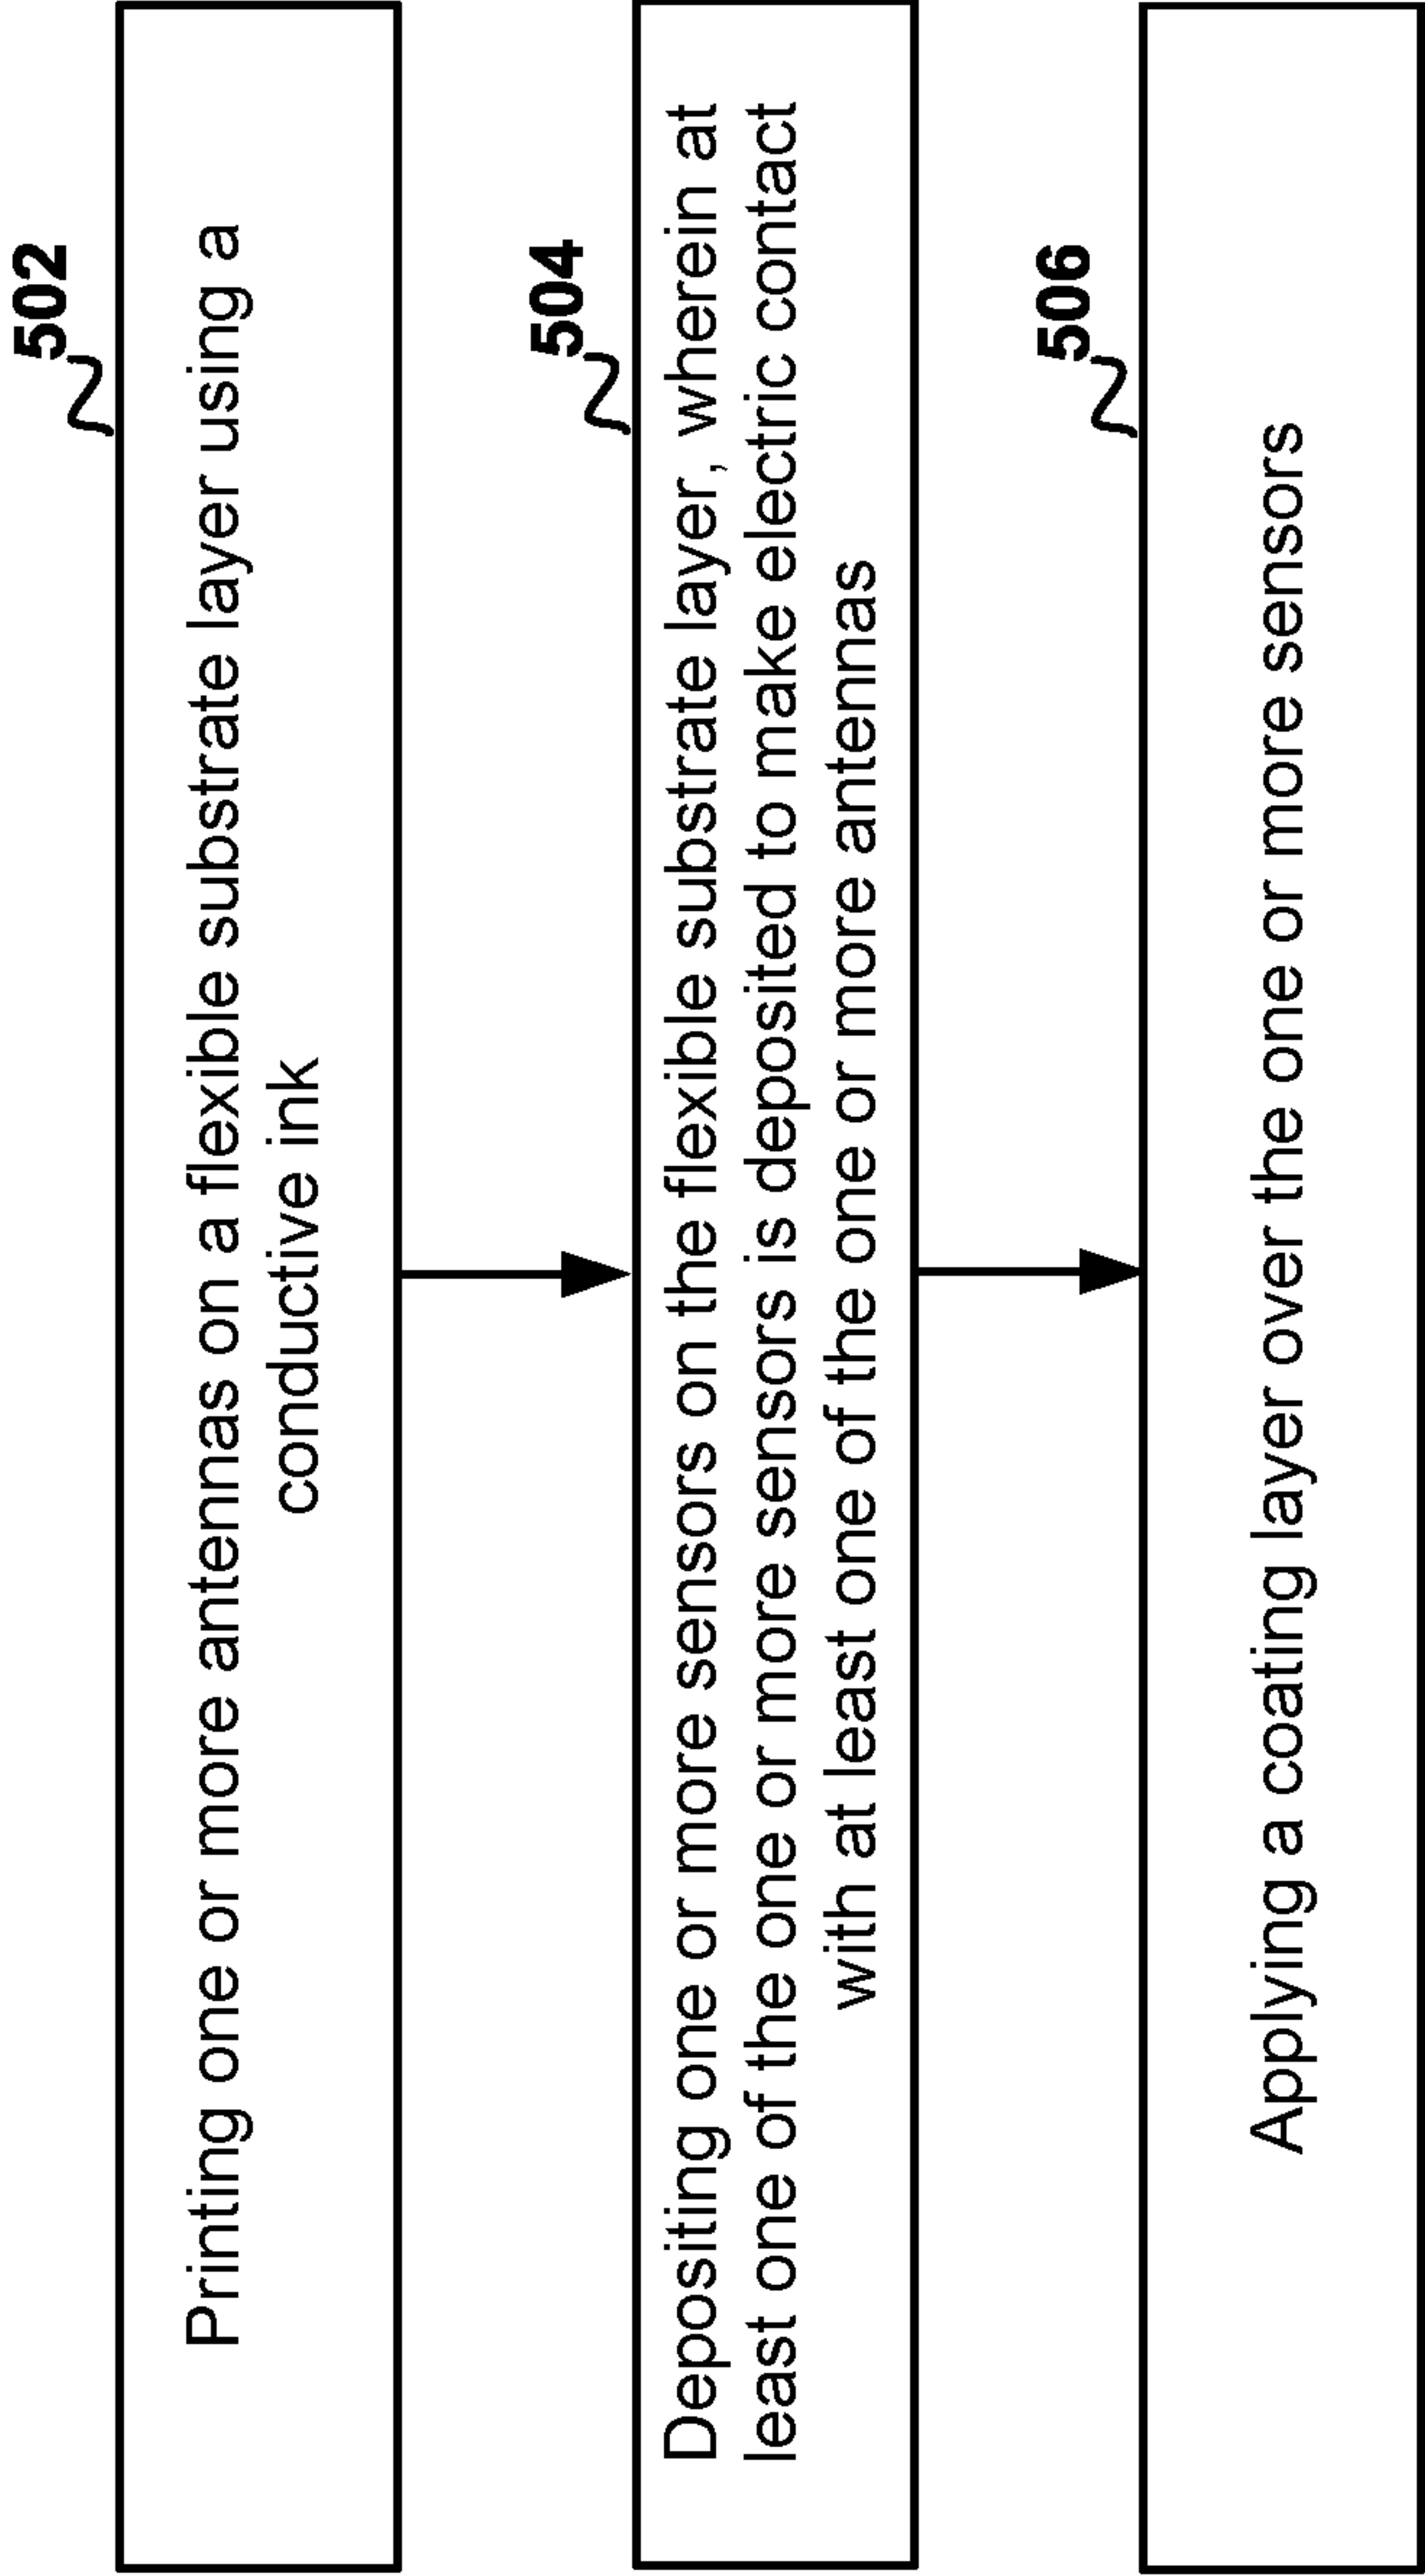 502
Printing one or more antennas on a flexible substrate layer using a
conductive ink
504
Depositing one or more sensors on the flexible substrate layer, wherein at
least one of the one or more sensors is deposited to make electric contact
with at least one of the one or more antennas
506
Applying a coating layer over the one or more sensors